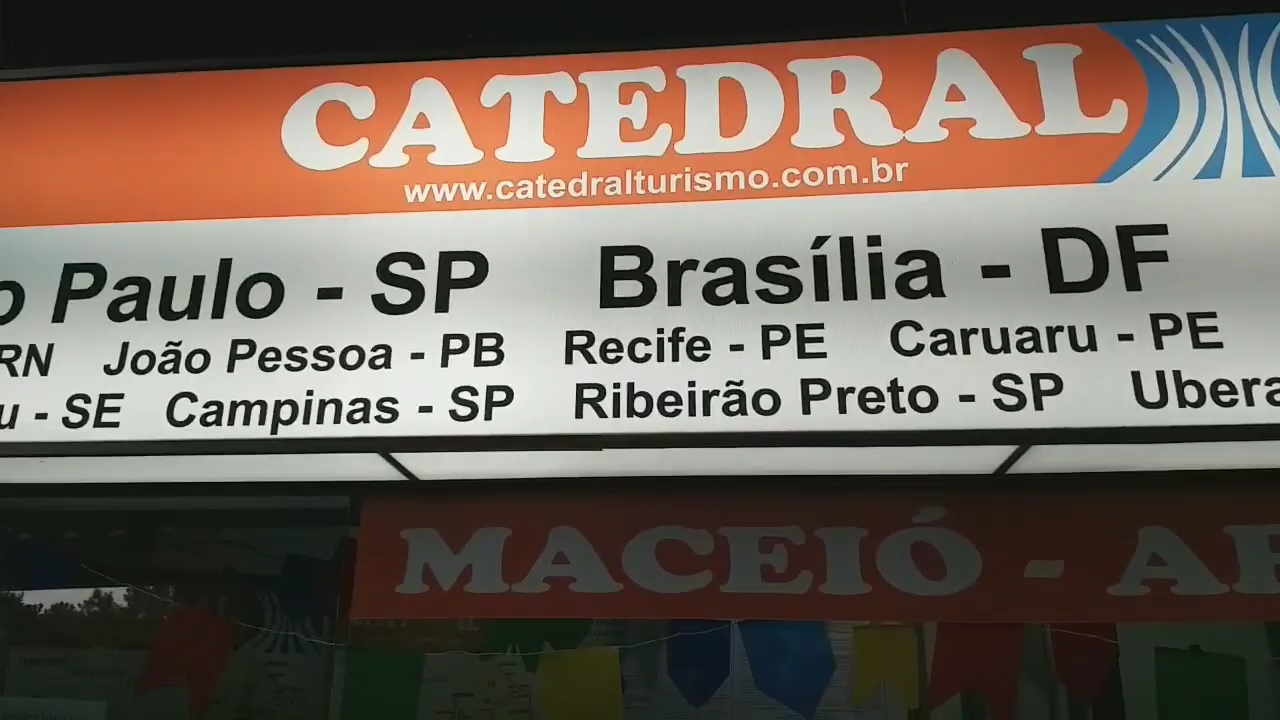 CATEDRAL
www.catedralturismo.com.br
o Paulo - SP Brasília - DF
RN João Pessoa - PB Recife - PE Caruaru - PE
u - SE Campinas - SP Ribeirão Preto - SP Ubera
MACEIÓ - A